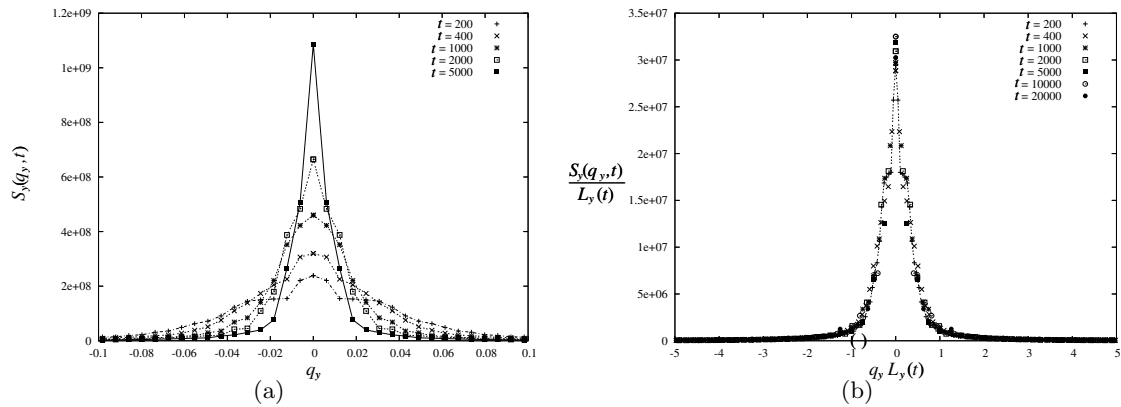 1.2e+09
1e+09
8e+08
6e+08
4e+08
2e+08
0
S_y(q_y, t)
t = 200
t = 400
t = 1000
t = 2000
t = 5000
-0.1 -0.08 -0.06 -0.04 -0.02 0 0.02 0.04 0.06 0.08 0.1
q_y
(a)
3.5e+07
3e+07
2.5e+07
2e+07
1.5e+07
1e+07
5e+06
0
S_y(q_y, t)
L_y(t)
t = 200
t = 400
t = 1000
t = 2000
t = 5000
t = 10000
t = 20000
-5 -4 -3 -2 -1 0 1 2 3 4 5
( )
q_y L_y(t)
(b)